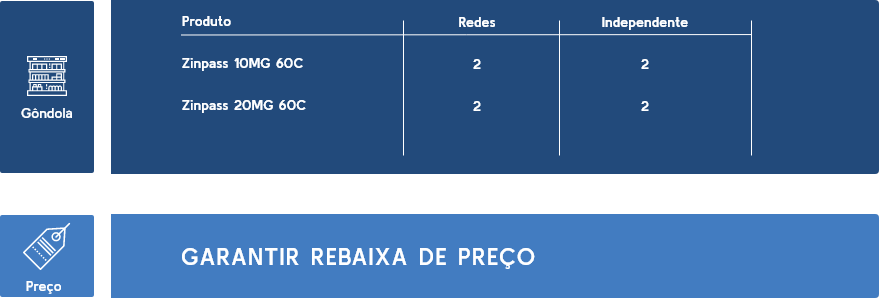 Produto Redes Independente
Zinpass 10MG 60C 2 2
Gôndola
Zinpass 20MG 60C 2 2
Preço
GARANTIR REBAIXA DE PREÇO